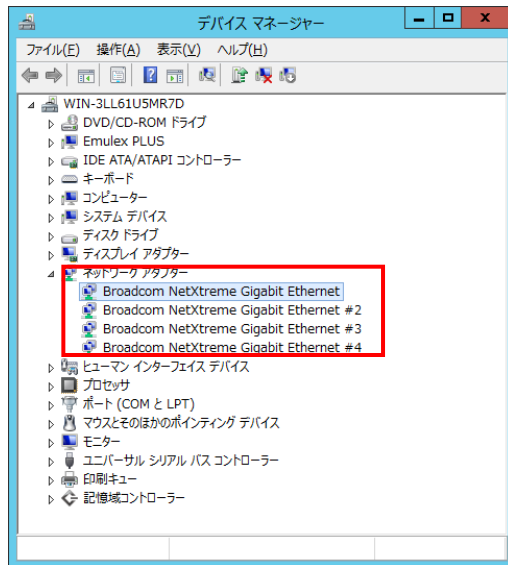 デバイス マネージャー
ファイル(F) 操作(A) 表示(V) ヘルプ(H)
WIN-3LL61U5MR7D
DVD/CD-ROM ドライブ
Emulex PLUS
IDE ATA/ATAPI コントローラー
キーボード
コンピューター
システム デバイス
ディスク ドライブ
ディスプレイ アダプター
ネットワーク アダプター
Broadcom NetXtreme Gigabit Ethernet
Broadcom NetXtreme Gigabit Ethernet #2
Broadcom NetXtreme Gigabit Ethernet #3
Broadcom NetXtreme Gigabit Ethernet #4
ヒューマン インターフェイス デバイス
プロセッサ
ポート (COM と LPT)
マウスとそのほかのポインティング デバイス
モニター
ユニバーサル シリアル バス コントローラー
印刷キュー
記憶域コントローラー